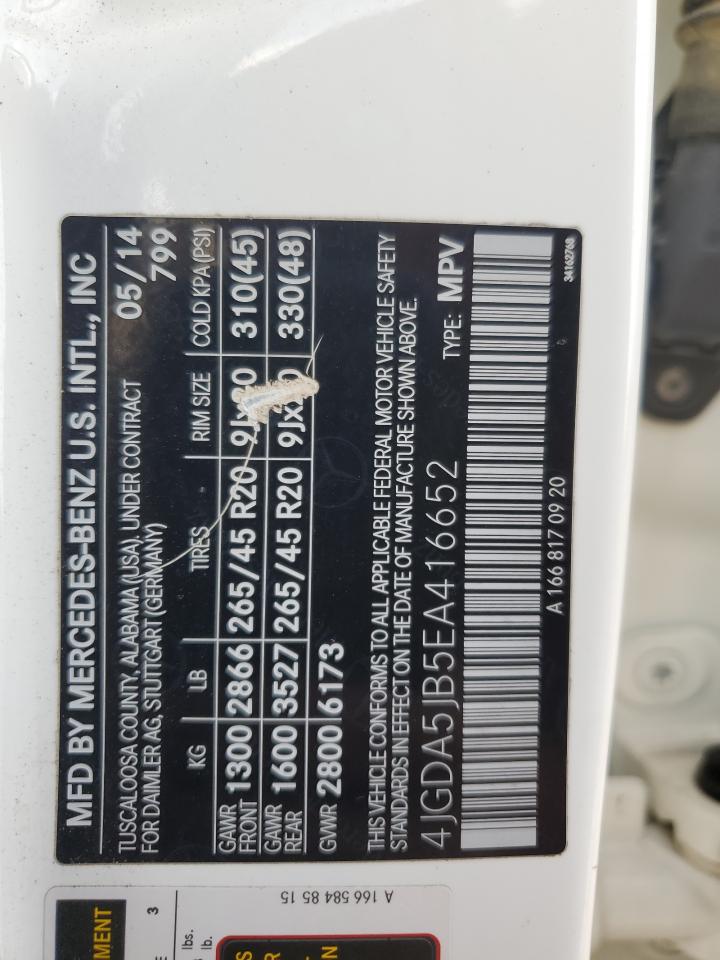 MFD BY MERCEDES-BENZ U.S. INTL., INC
TUSCALOOSA COUNTY, ALABAMA (USA), UNDER CONTRACT 05/14
FOR DAIMLER AG, STUTTGART (GERMANY) 799
KG LB TIRES RIM SIZE COLD KPA (PSI)
GAWR FRONT 1300 2866 265/45 R20 9Jx20 310(45)
GAWR REAR 1600 3527 265/45 R20 9Jx20 330(48)
GVWR 2800 6173
THIS VEHICLE CONFORMS TO ALL APPLICABLE FEDERAL MOTOR VEHICLE SAFETY
STANDARDS IN EFFECT ON THE DATE OF MANUFACTURE SHOWN ABOVE.
4JGDA5JB5EA416652 TYPE: MPV
A 166 817 09 20
34162768
A 166 584 85 15
MENT
3
lbs.
lb.